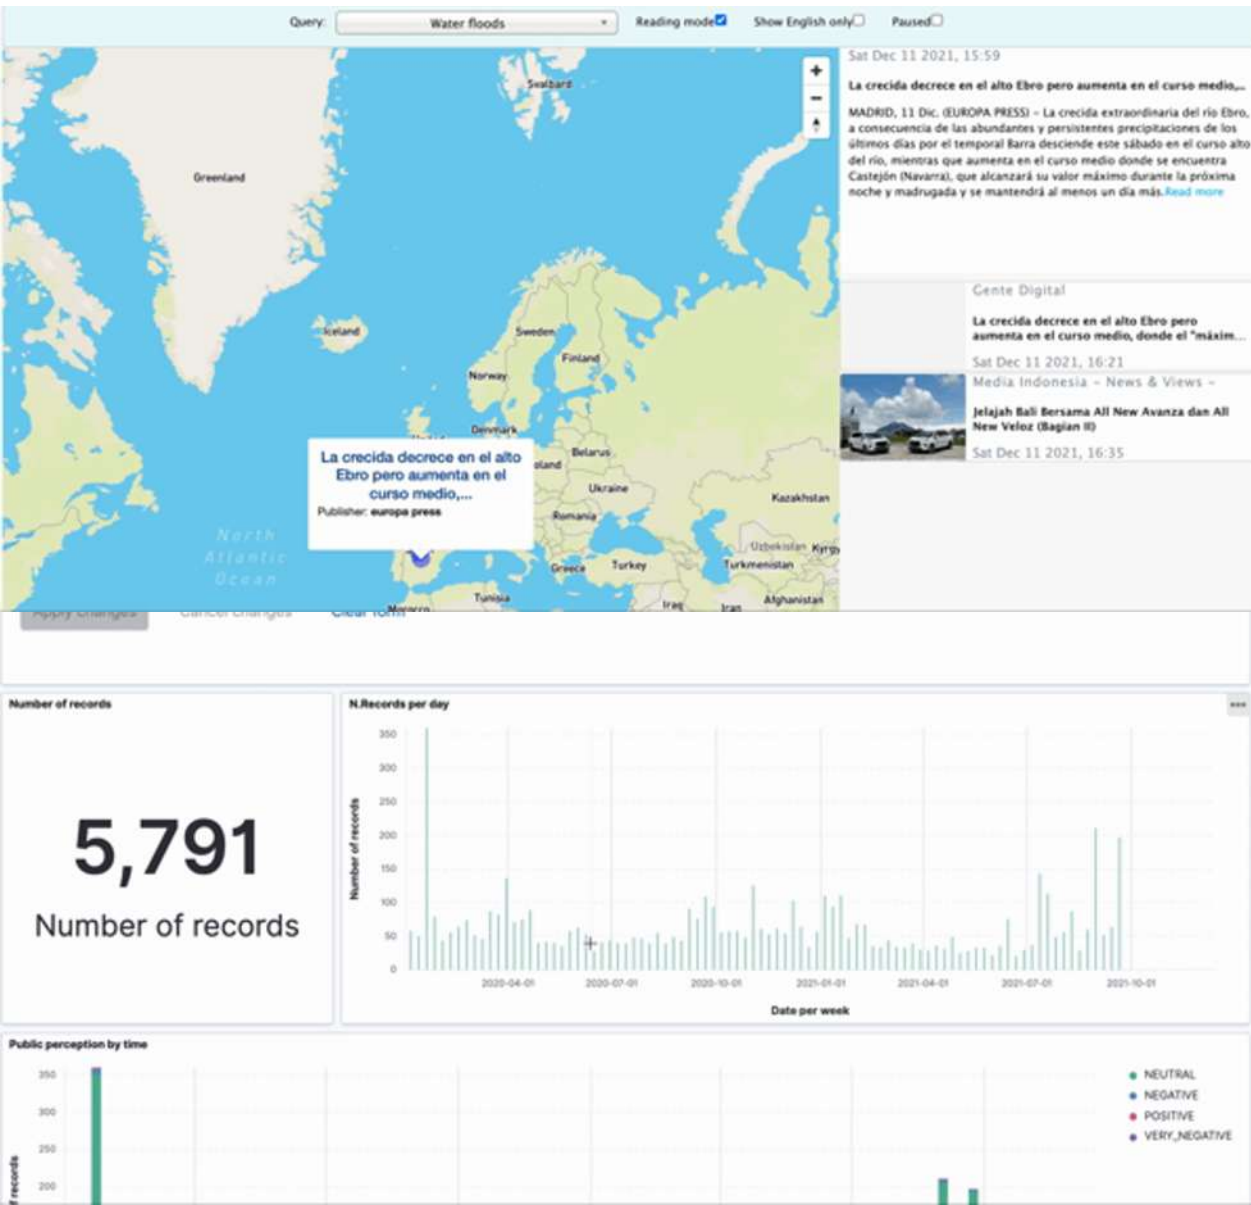 Query: Water floods Reading mode Show English only Paused
Sat Dec 11 2021, 15:59
La crecida decrece en el alto Ebro pero aumenta en el curso medio,...
MADRID, 11 Dic. (EUROPA PRESS) - La crecida extraordinaria del río Ebro,
a consecuencia de las abundantes y persistentes precipitaciones de los
últimos días por el temporal Barra desciende este sábado en el curso alto
del río, mientras que aumenta en el curso medio donde se encuentra
Castejón (Navarra), que alcanzará su valor máximo durante la próxima
noche y madrugada y se mantendrá al menos un día más. Read more
Gente Digital
La crecida decrece en el alto Ebro pero
aumenta en el curso medio, donde el "máxim...
Sat Dec 11 2021, 16:21
Media Indonesia - News & Views -
Jelajah Bali Bersama All New Avanza dan All
New Veloz (Bagian II)
Sat Dec 11 2021, 16:35
Svalbard
Greenland
Iceland
Sweden
Finland
Norway
Denmark
Belarus
oland
Ukraine
Kazakhstan
Romania
Uzbekistan Kyrgy
Greece
Turkey
Turkmenistan
Tunisia
Morocco
Iraq
Iran
Afghanistan
North
Atlantic
Ocean
La crecida decrece en el alto
Ebro pero aumenta en el
curso medio,...
Publisher: europa press
Apply changes Cancel changes Clear form
Number of records
5,791
Number of records
N.Records per day
350
300
250
200
150
100
50
0
Number of records
2020-04-01 2020-07-01 2020-10-01 2021-01-01 2021-04-01 2021-07-01 2021-10-01
Date per week
Public perception by time
350
300
250
200
f records
NEUTRAL
NEGATIVE
POSITIVE
VERY_NEGATIVE